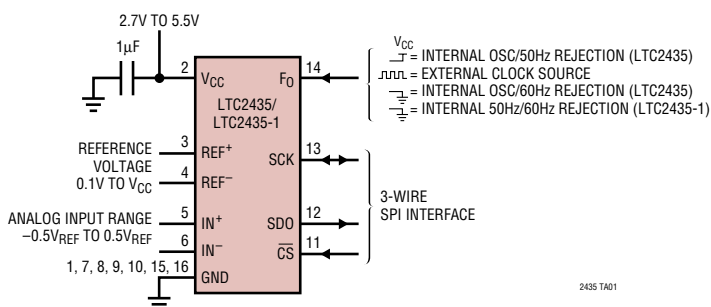 2.7V TO 5.5V
1µF
2
VCC
FO
14
VCC
= INTERNAL OSC/50Hz REJECTION (LTC2435)
= EXTERNAL CLOCK SOURCE
= INTERNAL OSC/60Hz REJECTION (LTC2435)
= INTERNAL 50Hz/60Hz REJECTION (LTC2435-1)
LTC2435/
LTC2435-1
REFERENCE
VOLTAGE
0.1V TO VCC
3
REF+
4
REF–
SCK
13
ANALOG INPUT RANGE
–0.5VREF TO 0.5VREF
5
IN+
6
IN–
SDO
12
CS
11
3-WIRE
SPI INTERFACE
1, 7, 8, 9, 10, 15, 16
GND
2435 TA01